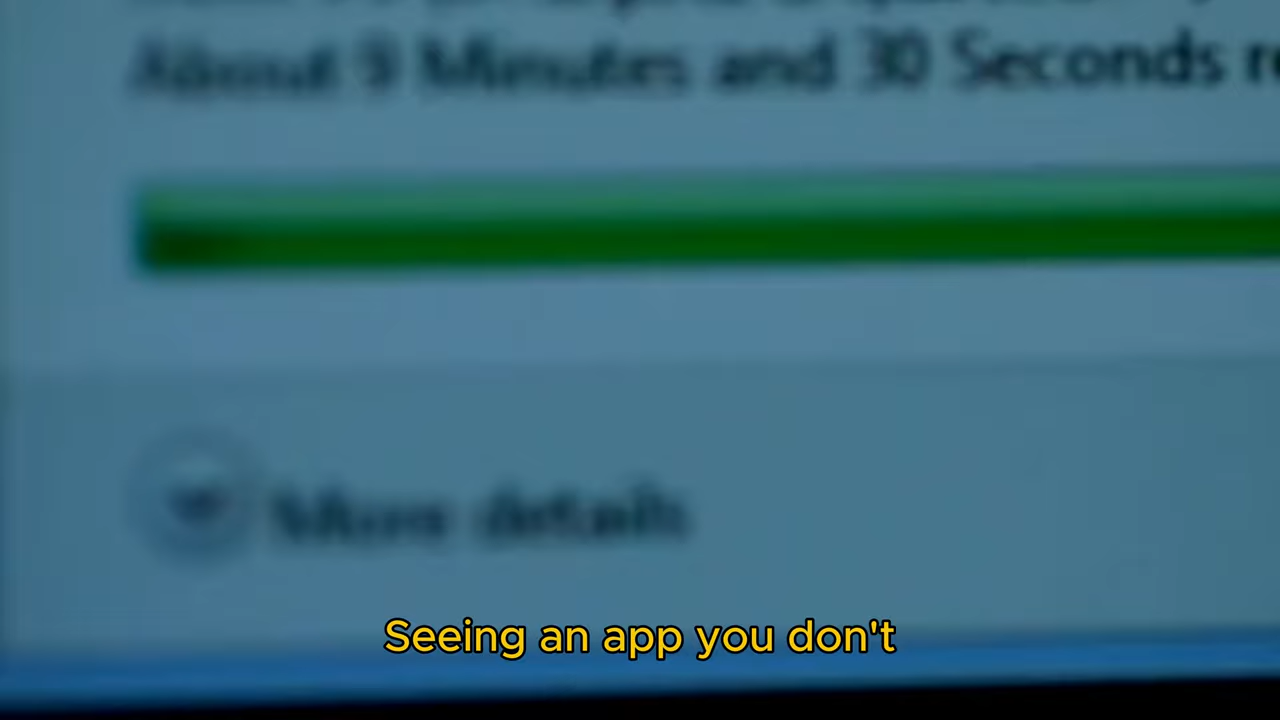 About 9 Minutes and 30 Seconds
More details
Seeing an app you don't